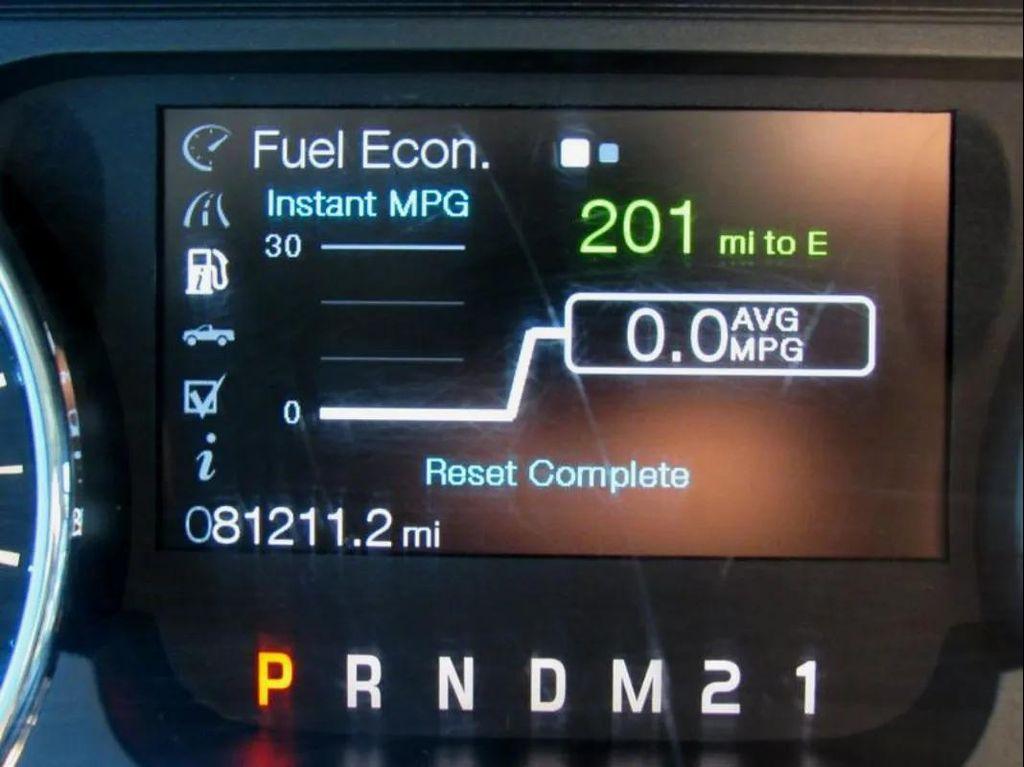 Fuel Econ.
Instant MPG
30
201 mi to E
0.0 AVG MPG
0
i
Reset Complete
081211.2 mi
P R N D M 2 1